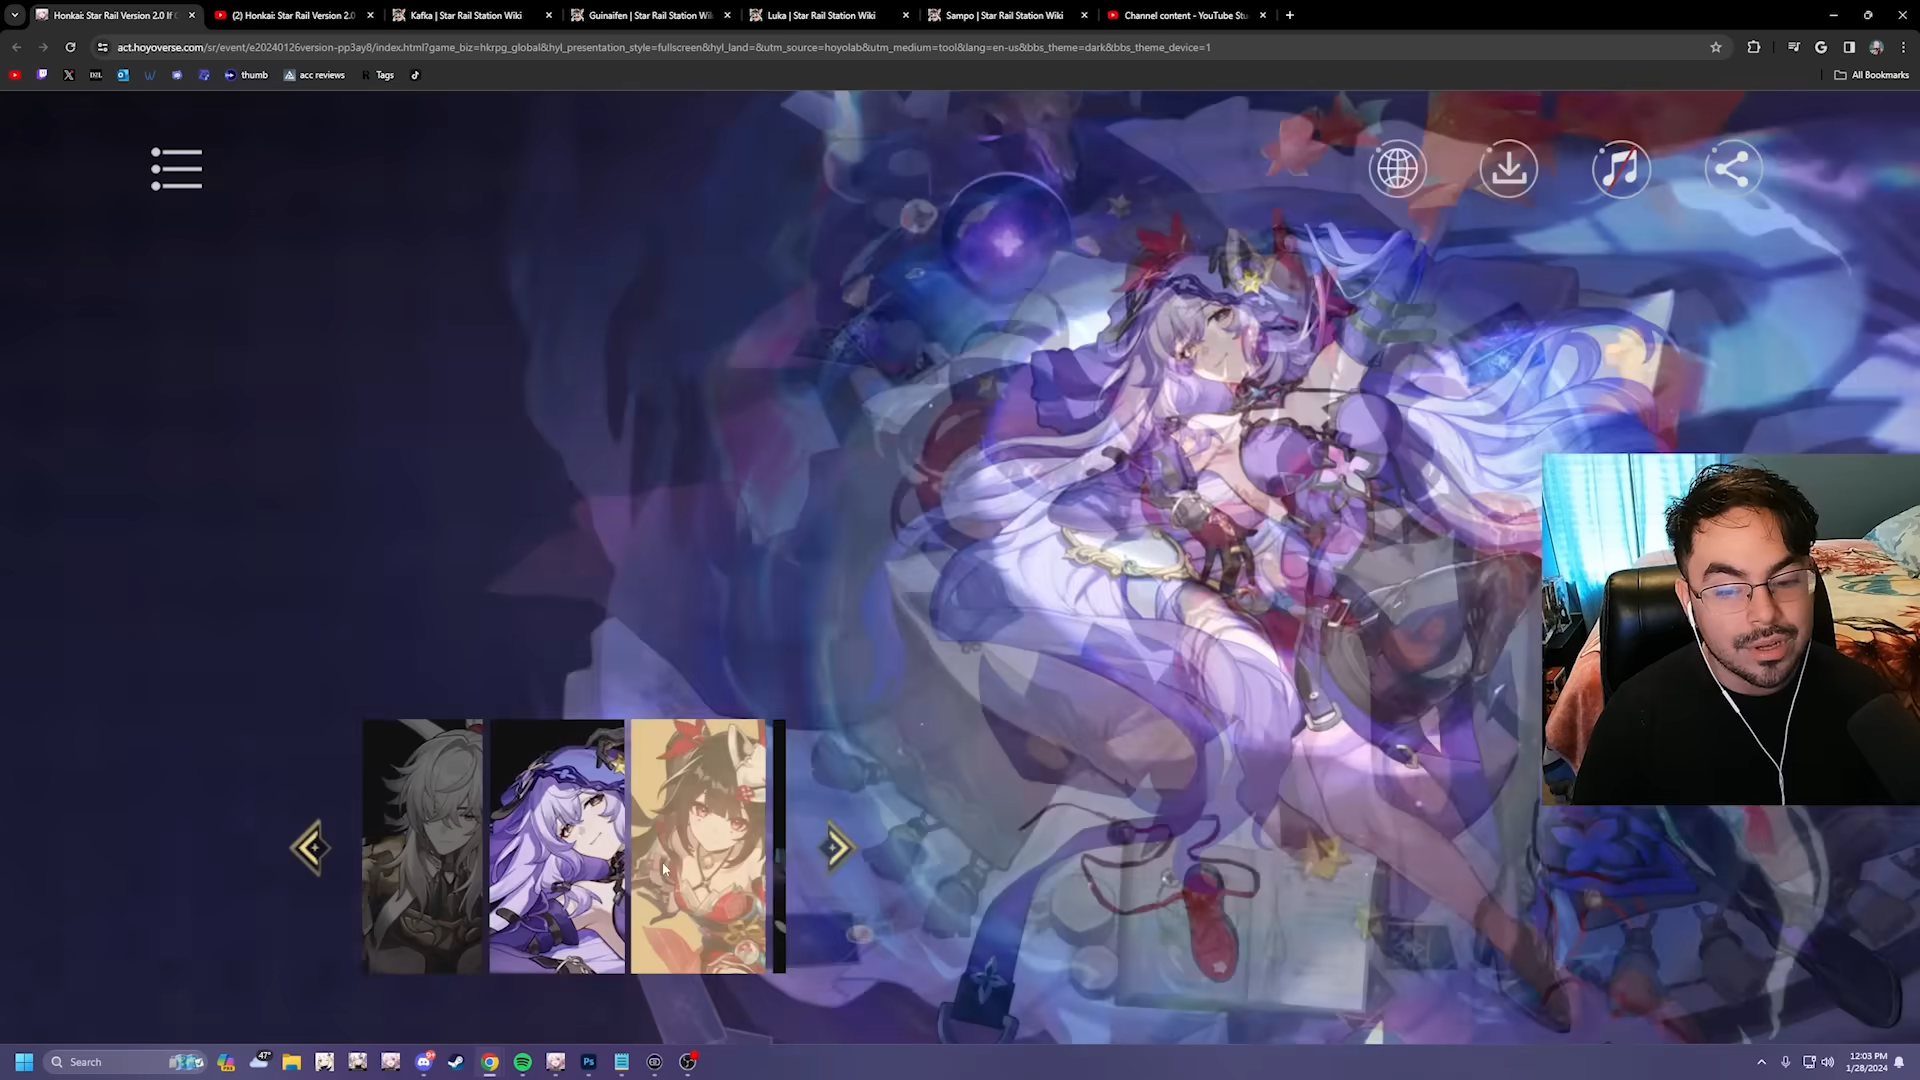 Honkai: Star Rail Version 2.0 If O
(2) Honkai: Star Rail Version 2.0
Kafka | Star Rail Station Wiki
Guinaifen | Star Rail Station Wi
Luka | Star Rail Station Wiki
Sampo | Star Rail Station Wiki
Channel content - YouTube Stu
act.hoyoverse.com/sr/event/e20240126version-pp3ay8/index.html?game_biz=hkrpg_global&hyl_presentation_style=fullscreen&hyl_land=&utm_source=hoyolab&utm_medium=tool&lang=en-us&bbs_theme=dark&bbs_theme_device=1
thumb
acc reviews
Tags
All Bookmarks
Search
47°
Ps
12:03 PM
1/28/2024